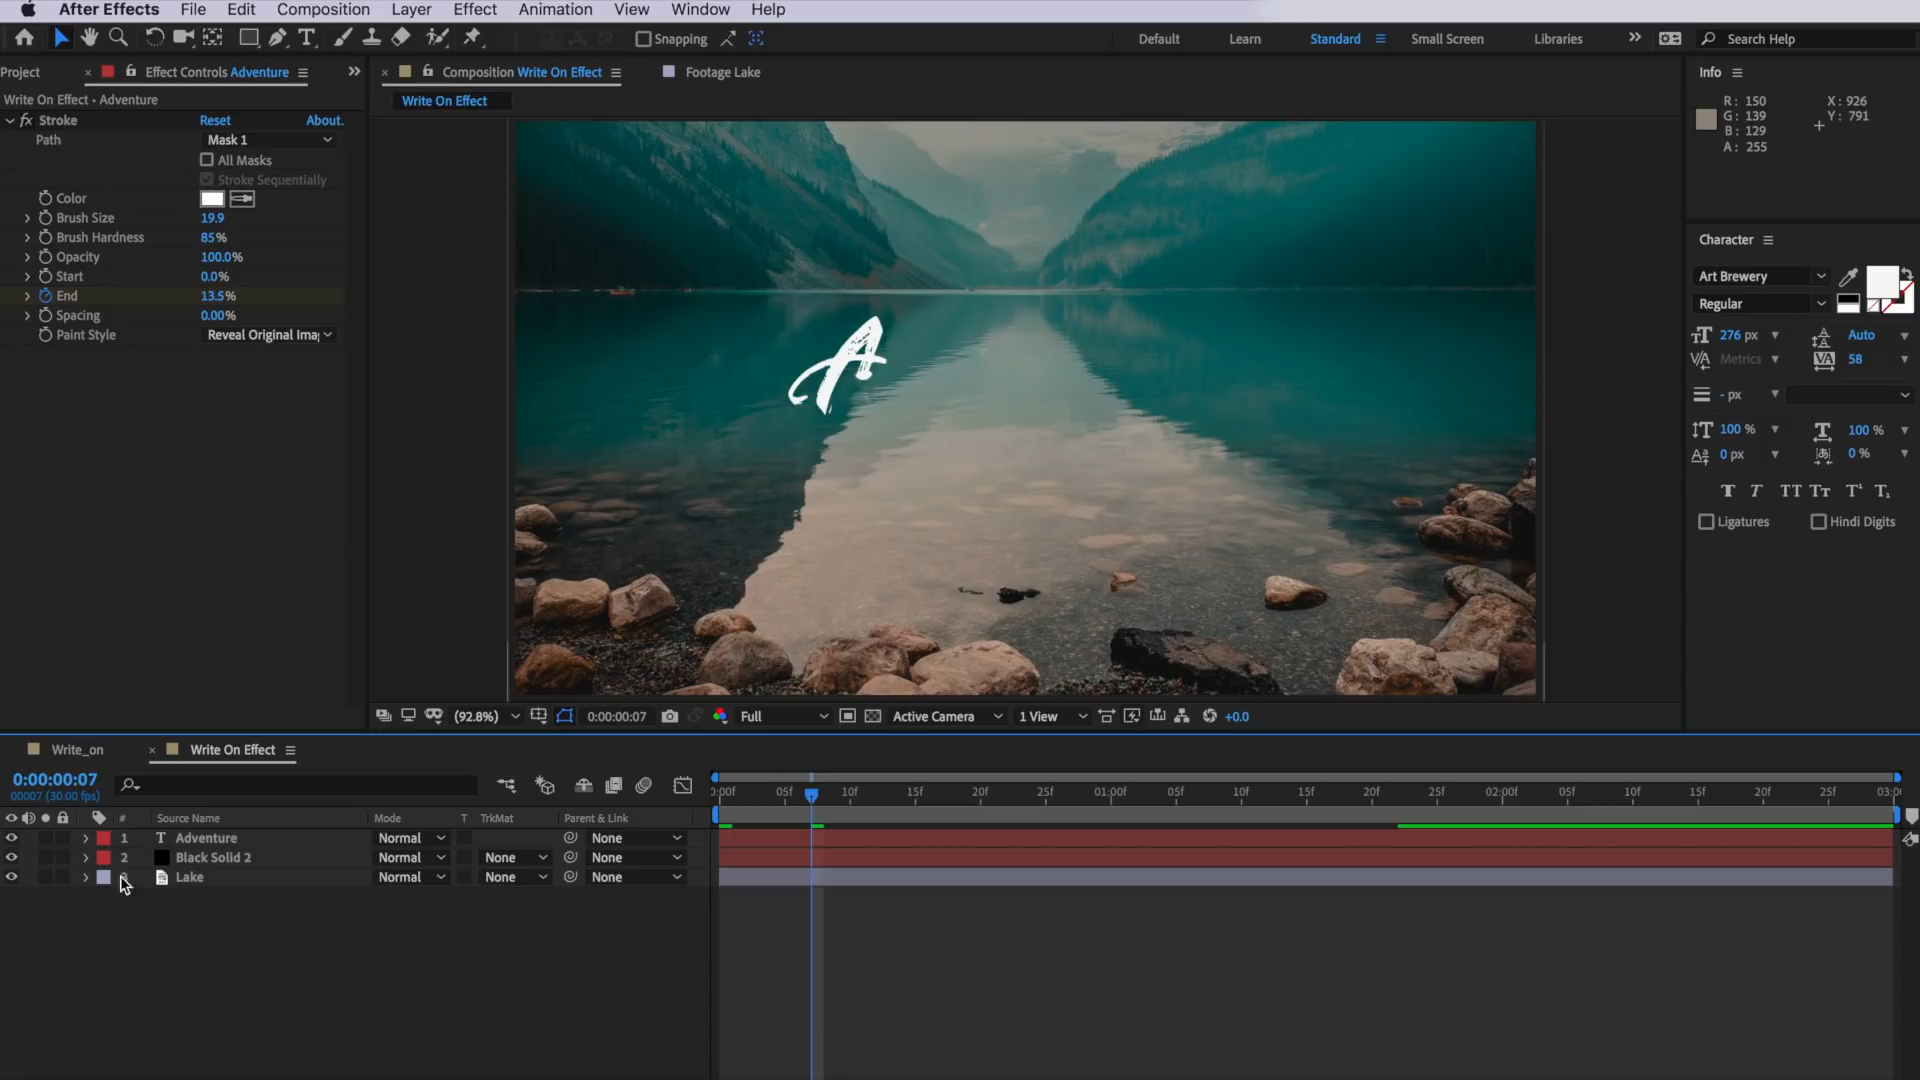 After Effects File Edit Composition Layer Effect Animation View Window Help
Snapping Default Learn Standard Small Screen Libraries Search Help
Project Effect Controls Adventure
Write On Effect • Adventure
fx Stroke Reset About.
Path Mask 1
All Masks
Stroke Sequentially
Color
Brush Size 19.9
Brush Hardness 85%
Opacity 100.0%
Start 0.0%
End 13.5%
Spacing 0.00%
Paint Style Reveal Original Ima
Composition Write On Effect Footage Lake
Write On Effect
A
(92.8%) 0:00:00:07 Full Active Camera 1 View +0.0
Info
R: 150 X: 926
G: 139 Y: 791
B: 129
A: 255
Character
Art Brewery
Regular
276 px Auto
Metrics 58
- px
100 % 100 %
0 px 0 %
T T TT Tt T¹ T₁
Ligatures Hindi Digits
Write_on Write On Effect
0:00:00:07
00007 (30.00 fps)
0:00f 05f 10f 15f 20f 25f 01:00f 05f 10f 15f 20f 25f 02:00f 05f 10f 15f 20f 25f 03:0
# Source Name Mode T TrkMat Parent & Link
1 T Adventure Normal None
2 Black Solid 2 Normal None None
Lake Normal None None